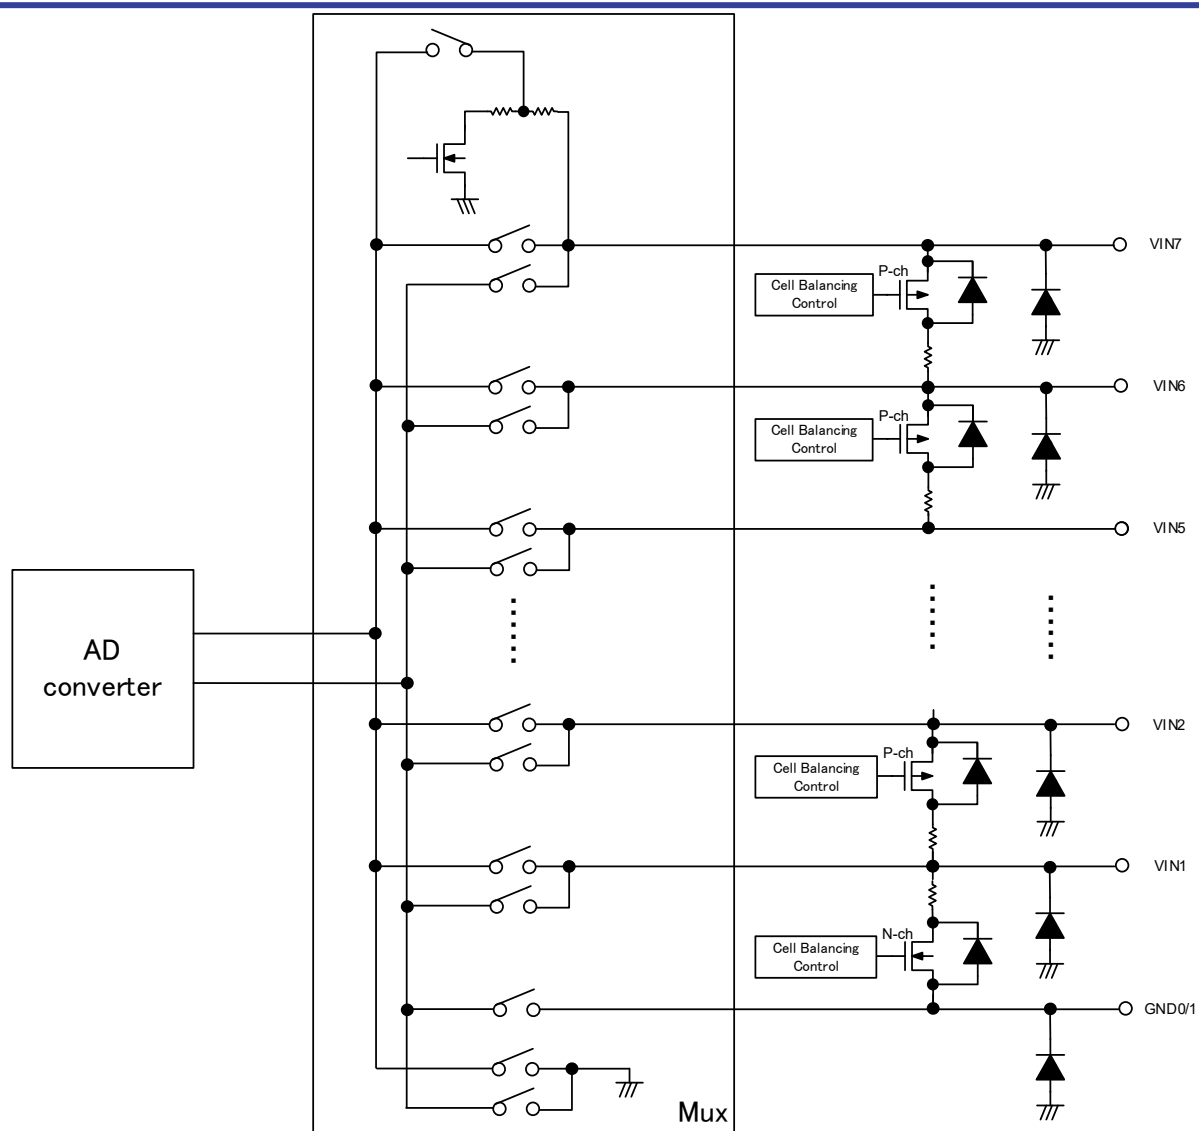 VIN7
P-ch
Cell Balancing
Control
VIN6
P-ch
Cell Balancing
Control
VIN5
AD
converter
VIN2
P-ch
Cell Balancing
Control
VIN1
N-ch
Cell Balancing
Control
GND0/1
Mux